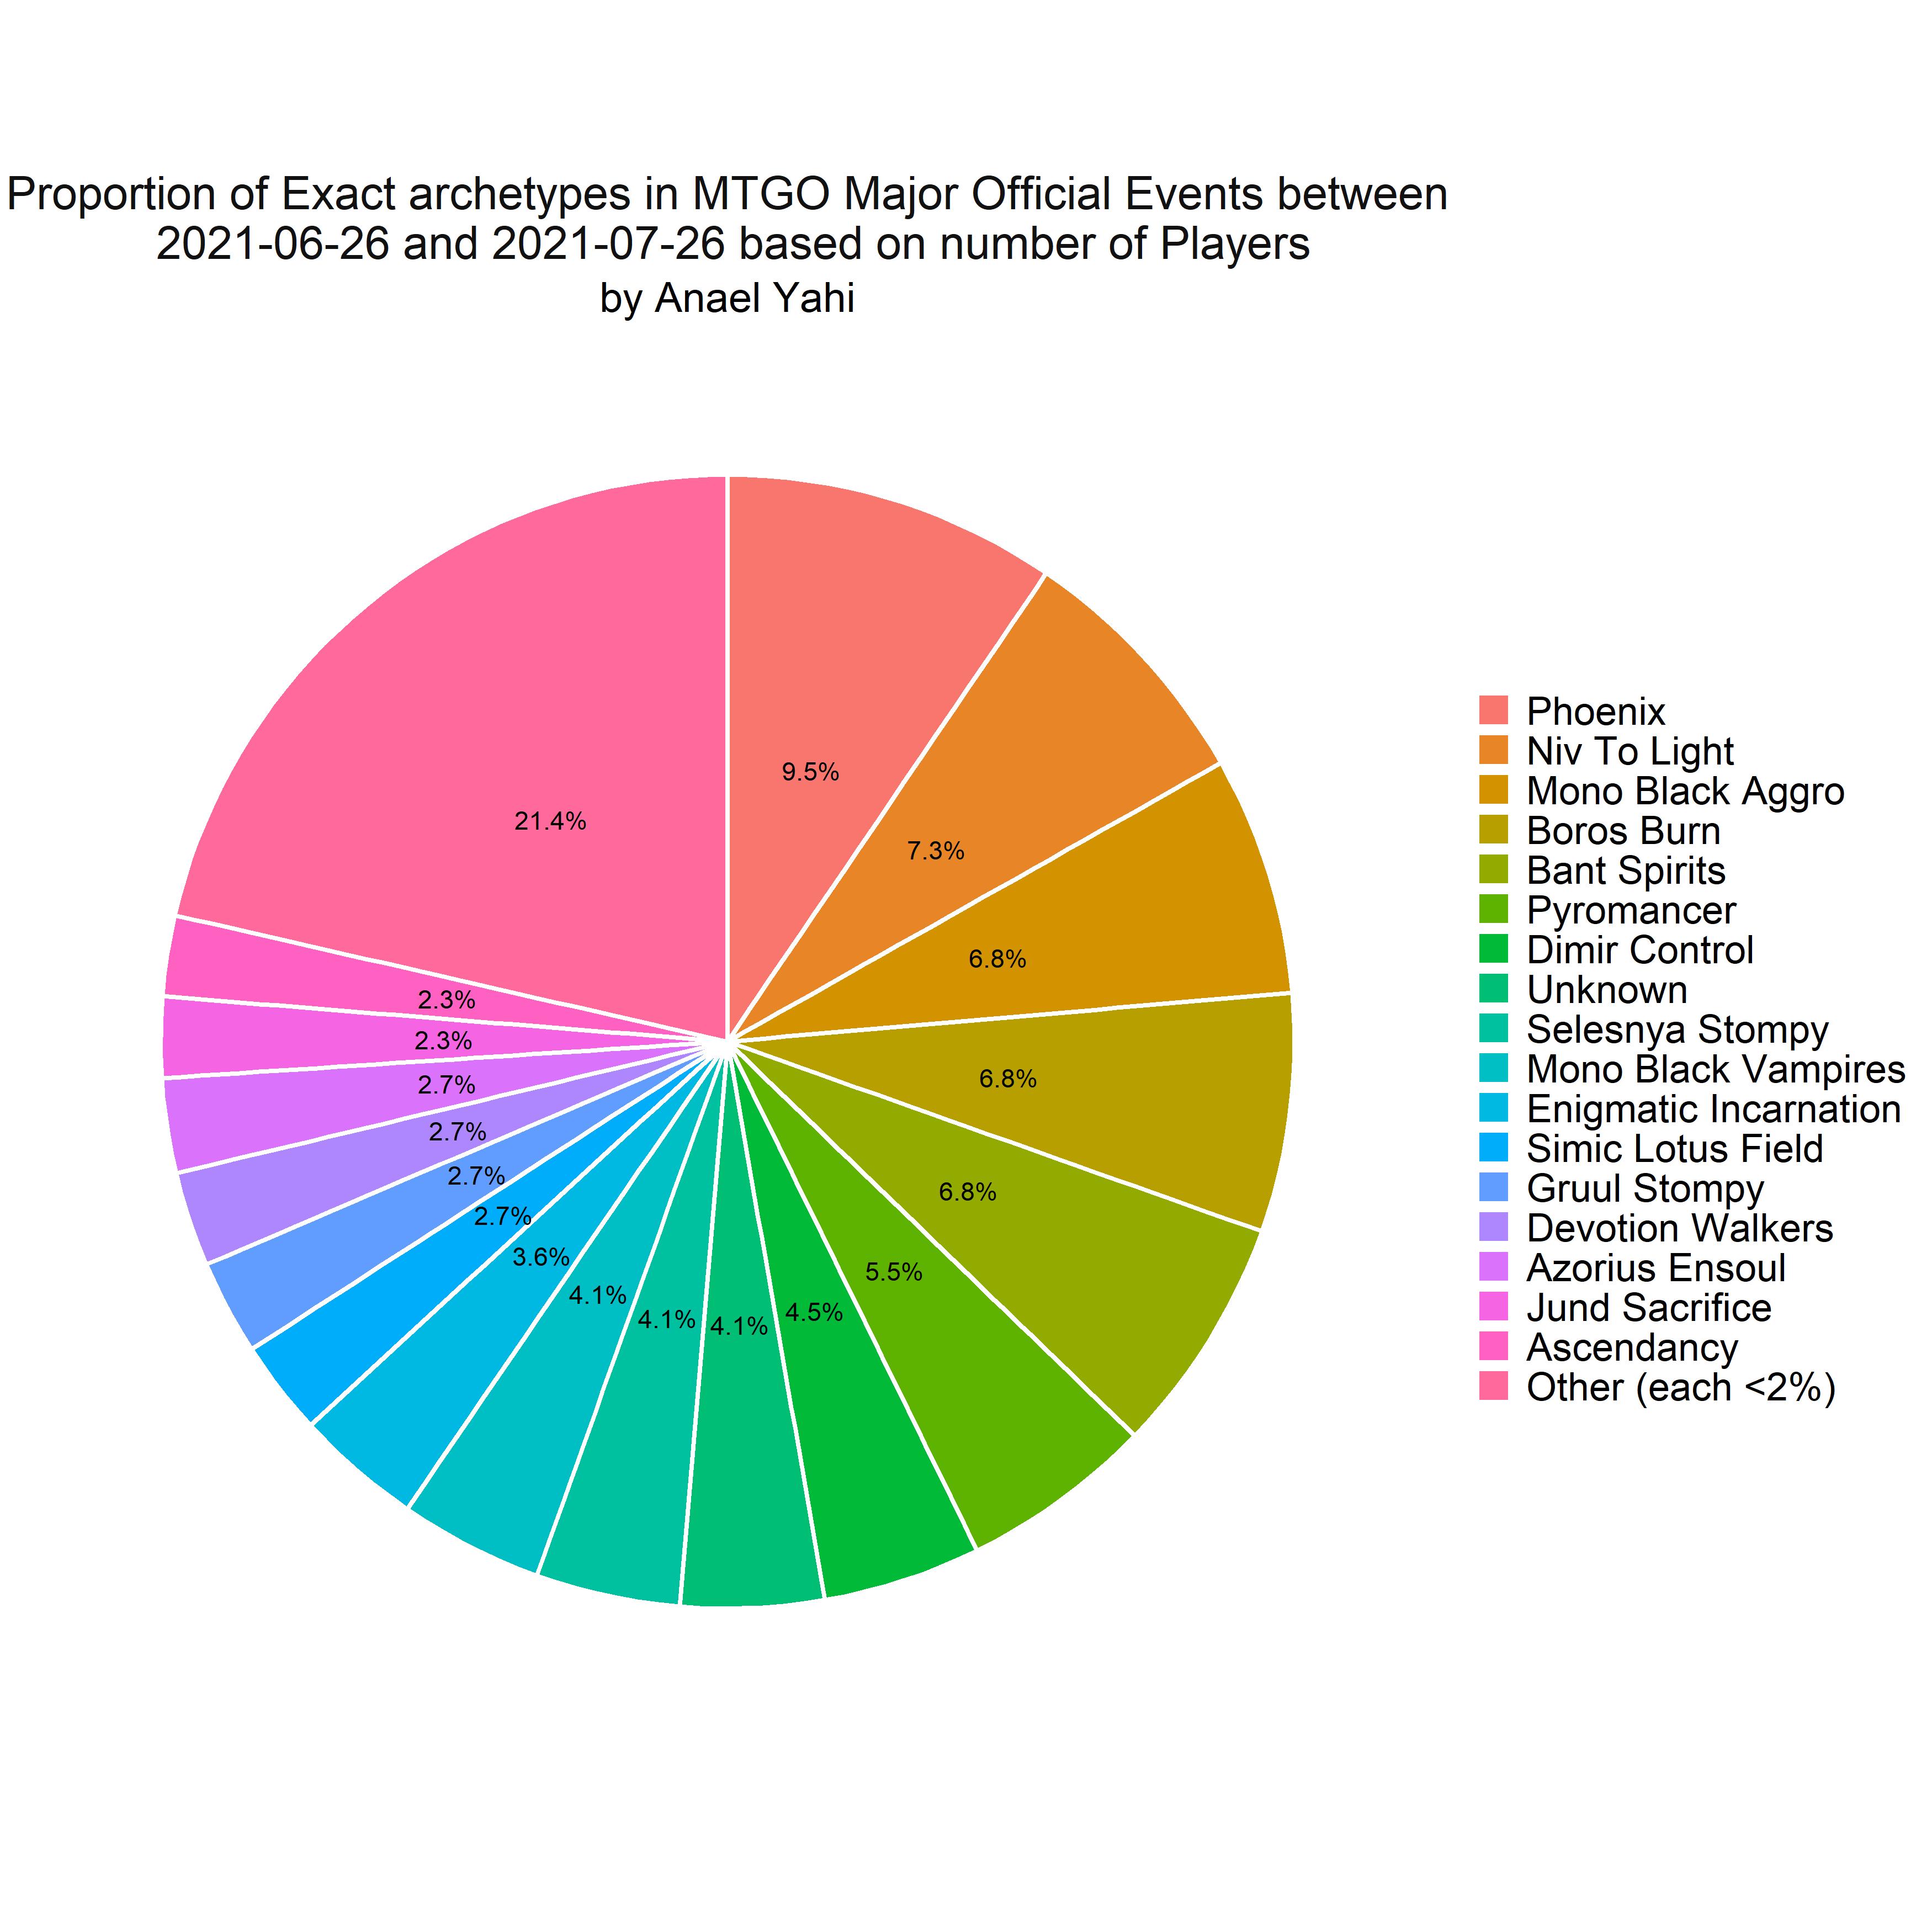 Proportion of Exact archetypes in MTGO Major Official Events between
2021-06-26 and 2021-07-26 based on number of Players
by Anael Yahi
9.5%
7.3%
6.8%
6.8%
6.8%
5.5%
4.5%
4.1%
4.1%
4.1%
3.6%
2.7%
2.7%
2.7%
2.7%
2.3%
2.3%
21.4%
Phoenix
Niv To Light
Mono Black Aggro
Boros Burn
Bant Spirits
Pyromancer
Dimir Control
Unknown
Selesnya Stompy
Mono Black Vampires
Enigmatic Incarnation
Simic Lotus Field
Gruul Stompy
Devotion Walkers
Azorius Ensoul
Jund Sacrifice
Ascendancy
Other (each <2%)